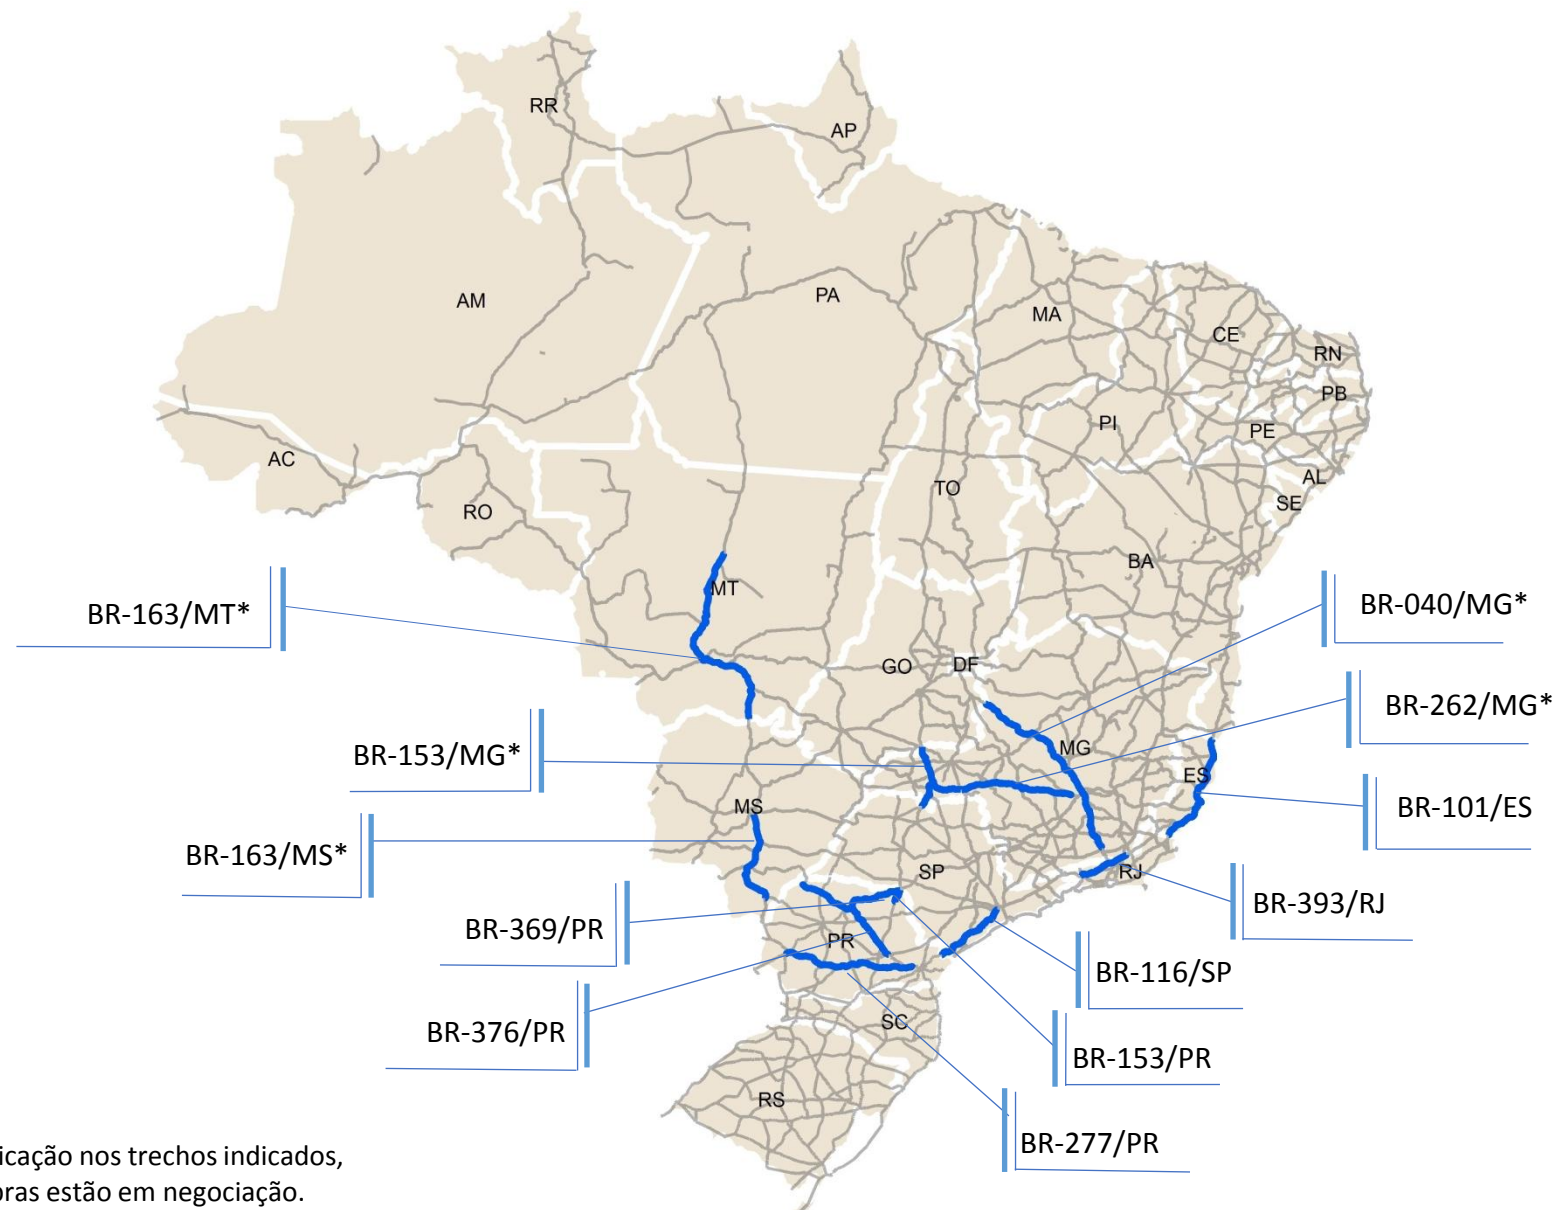 RR
AP
AM
PA
MA
CE
RN
PB
PI
PE
AC
AL
TO
SE
RO
BA
MT
BR-163/MT*
BR-040/MG*
GO
DF
BR-262/MG*
BR-153/MG*
MG
ES
MS
BR-101/ES
BR-163/MS*
SP
RJ
BR-393/RJ
BR-369/PR
PR
BR-116/SP
BR-376/PR
SC
BR-153/PR
RS
BR-277/PR
nos trechos indicados,
estão em negociação.